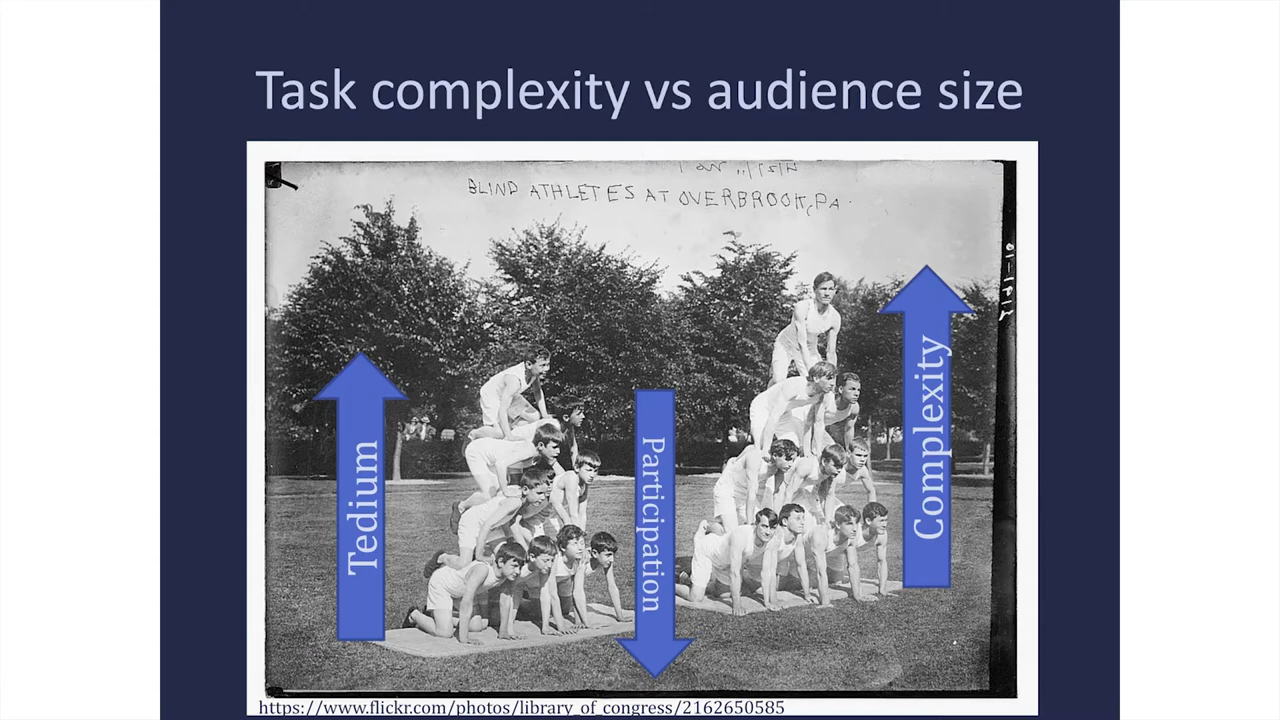 Task complexity vs audience size
BLIND ATHLETES AT OVERBROOK, PA.
Tedium
Participation
Complexity
https://www.flickr.com/photos/library_of_congress/2162650585